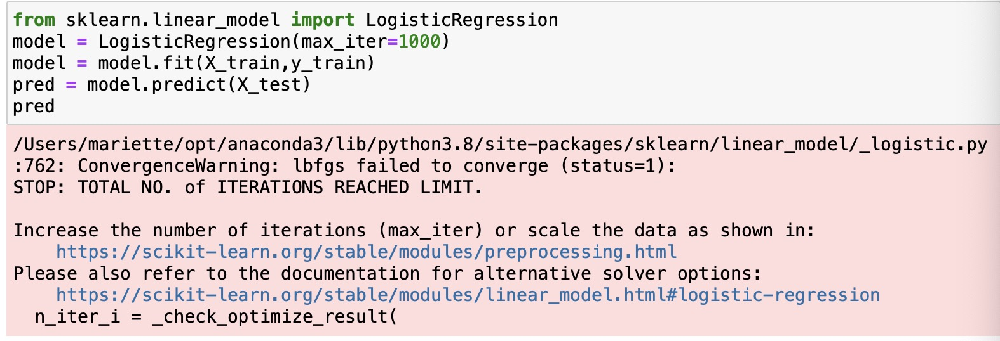 from sklearn.linear_model import LogisticRegression
model = LogisticRegression(max_iter=1000)
model = model.fit(X_train,y_train)
pred = model.predict(X_test)
pred
/Users/mariette/opt/anaconda3/lib/python3.8/site-packages/sklearn/linear_model/_logistic.py
:762: ConvergenceWarning: lbfgs failed to converge (status=1):
STOP: TOTAL NO. of ITERATIONS REACHED LIMIT.
Increase the number of iterations (max_iter) or scale the data as shown in:
    https://scikit-learn.org/stable/modules/preprocessing.html
Please also refer to the documentation for alternative solver options:
    https://scikit-learn.org/stable/modules/linear_model.html#logistic-regression
  n_iter_i = _check_optimize_result(